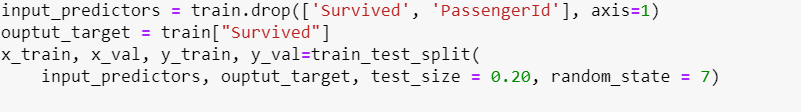 input_predictors = train.drop(['Survived', 'PassengerId'], axis=1)
ouptut_target = train["Survived"]
x_train, x_val, y_train, y_val=train_test_split(
    input_predictors, ouptut_target, test_size = 0.20, random_state = 7)